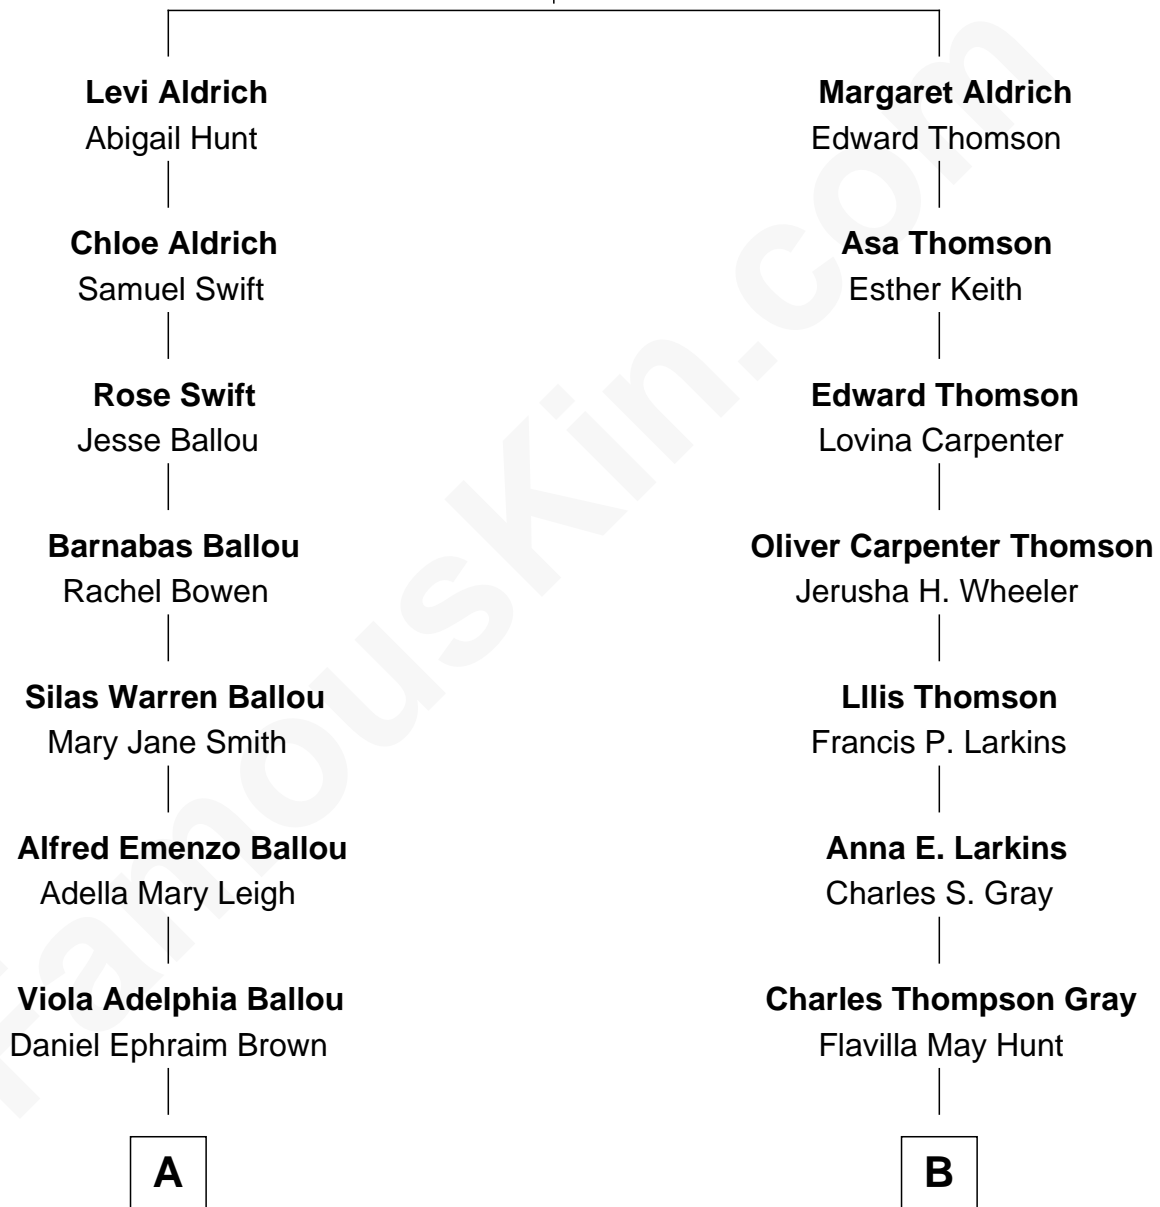 Levi Aldrich
Abigail Hunt
Chloe Aldrich
Samuel Swift
Rose Swift
Jesse Ballou
Barnabas Ballou
Rachel Bowen
Silas Warren Ballou
Mary Jane Smith
Alfred Emenzo Ballou
Adella Mary Leigh
Viola Adelphia Ballou
Daniel Ephraim Brown
A
Margaret Aldrich
Edward Thomson
Asa Thomson
Esther Keith
Edward Thomson
Lovina Carpenter
Oliver Carpenter Thomson
Jerusha H. Wheeler
Lllis Thomson
Francis P. Larkins
Anna E. Larkins
Charles S. Gray
Charles Thompson Gray
Flavilla May Hunt
B
FamousKin.com